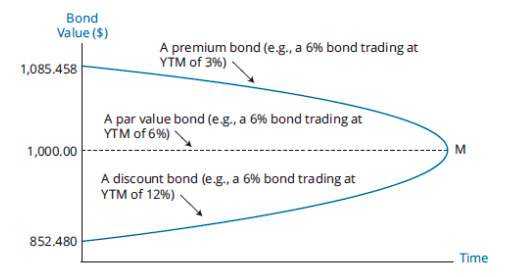 Bond
Value ($)
A premium bond (e.g., a 6% bond trading at
YTM of 3%)
1,085.458
A par value bond (e.g., a 6% bond trading at
YTM of 6%)
1,000.00
M
A discount bond (e.g., a 6% bond trading at
YTM of 12%)
852.480
Time